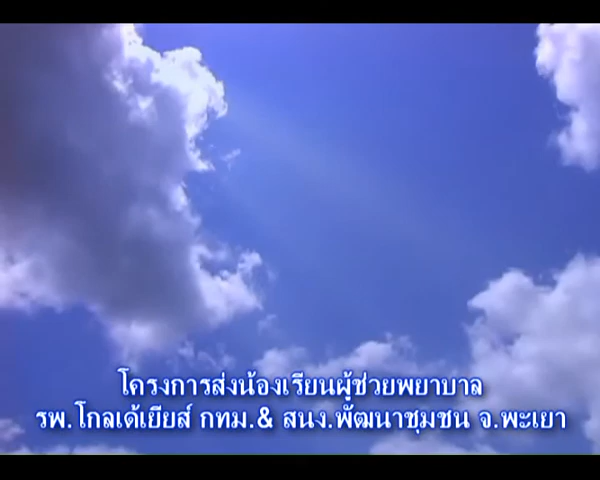 โครงการส่งน้องเรียนผู้ช่วยพยาบาล
รพ.โกลเด้เยียส์ กทม.& สนง.พัฒนาชุมชน จ.พะเยา